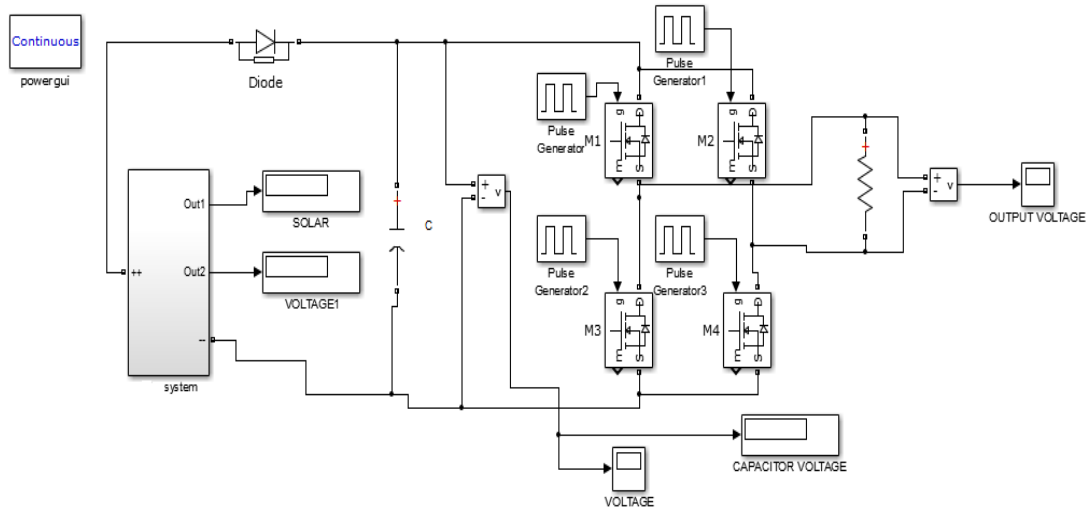 Continuous
powergui
Diode
Pulse
Generator1
Pulse
Generator
g
D
M1
m
S
g
D
M2
m
S
Out1
SOLAR
C
+
-
v
+
-
v
OUTPUT VOLTAGE
Out2
++
VOLTAGE1
Pulse
Generator2
Pulse
Generator3
g
D
M3
m
S
g
D
M4
m
S
--
system
VOLTAGE
CAPACITOR VOLTAGE